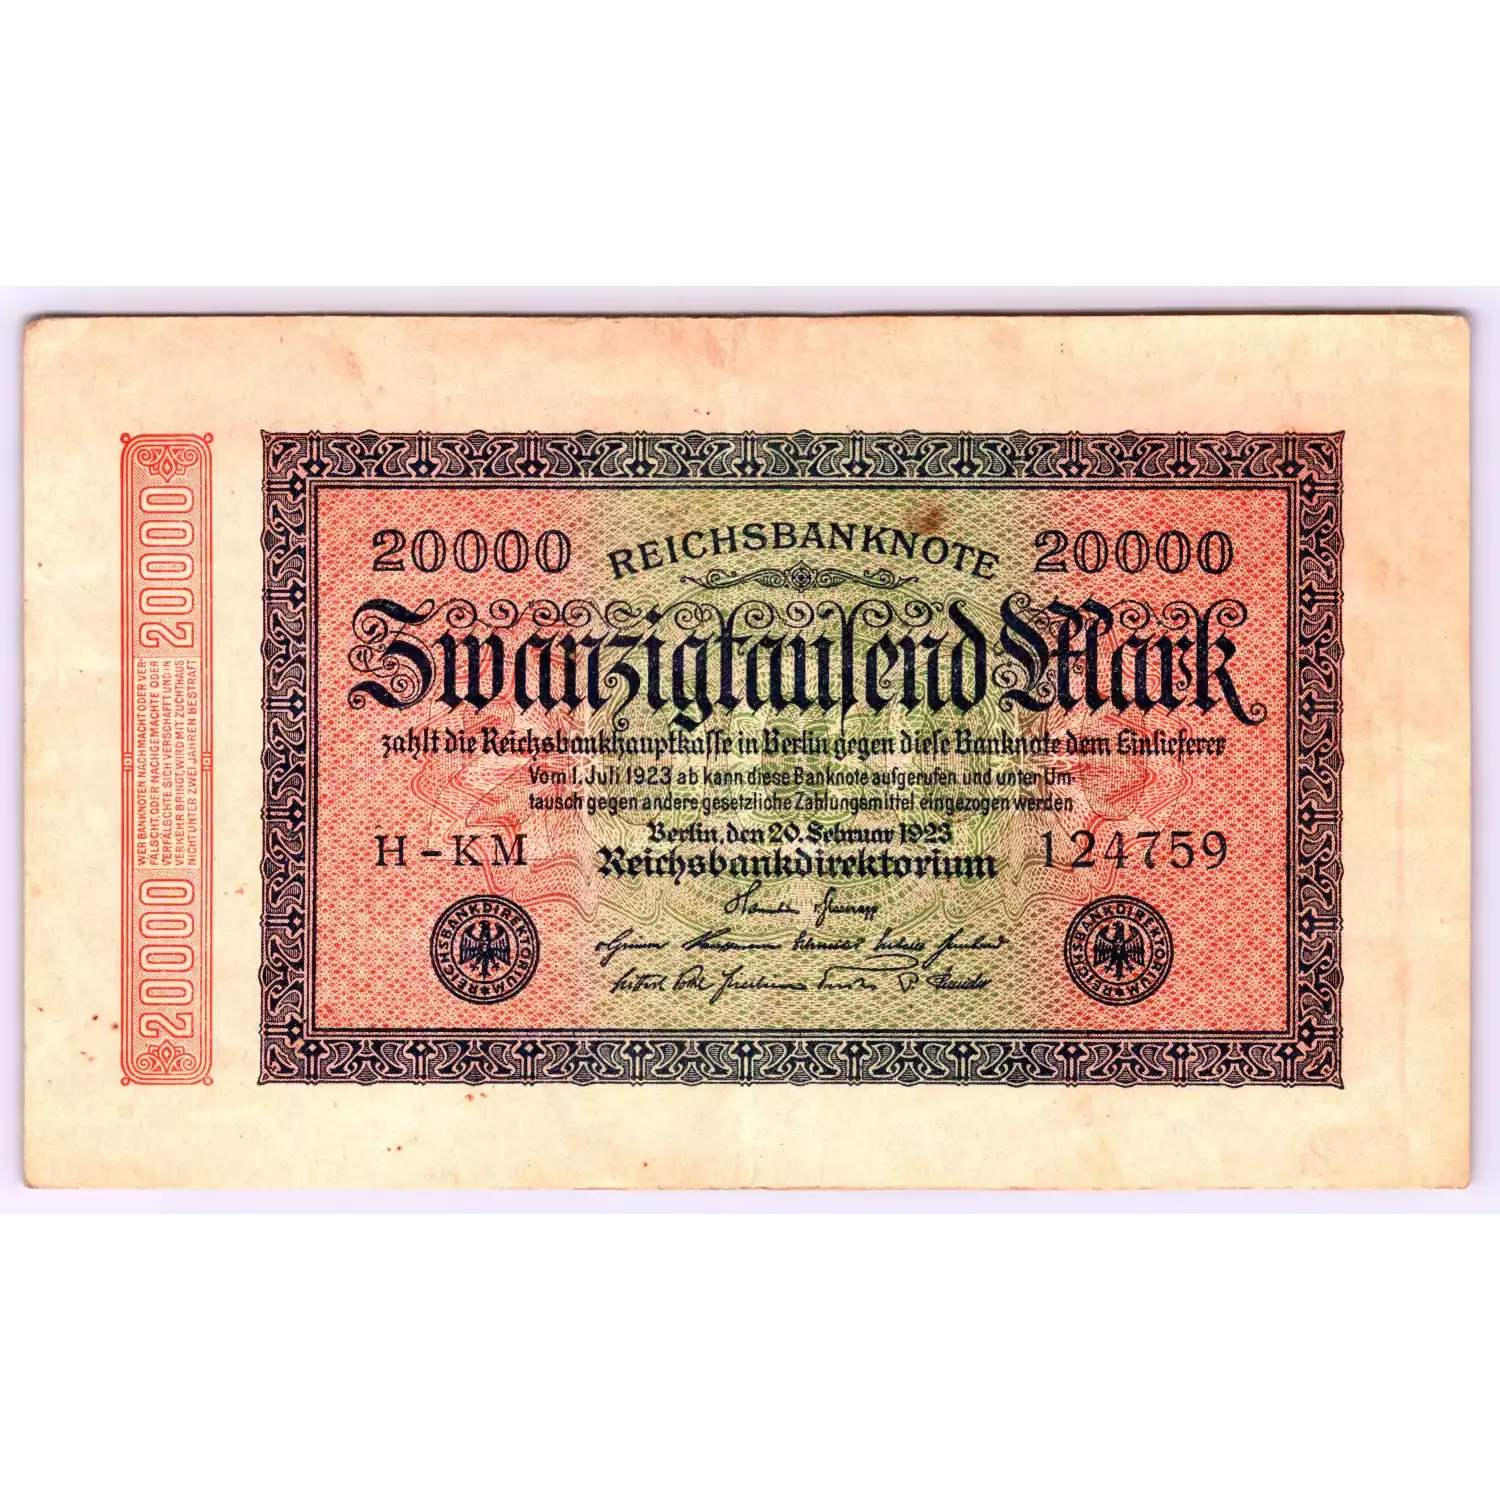 20000
WER BANKNOTEN NACHMACHT ODER VER-
FÄLSCHT, ODER NACHGEMACHTE ODER
VERFÄLSCHTE SICH VERSCHAFFT UND IN
VERKEHR BRINGT, WIRD MIT ZUCHTHAUS
NICHT UNTER ZWEI JAHREN BESTRAFT
20000
20000 REICHSBANKNOTE 20000
Zwanzigtausend Mark
zahlt die Reichsbankhauptkasse in Berlin gegen diese Banknote dem Einlieferer
Vom 1. Juli 1923 ab kann diese Banknote aufgerufen und unter Um-
tausch gegen andere gesetzliche Zahlungsmittel eingezogen werden
Berlin, den 20. Februar 1923
H-KM Reichsbankdirektorium 124759
REICHSBANKDIREKTORIUM
REICHSBANKDIREKTORIUM